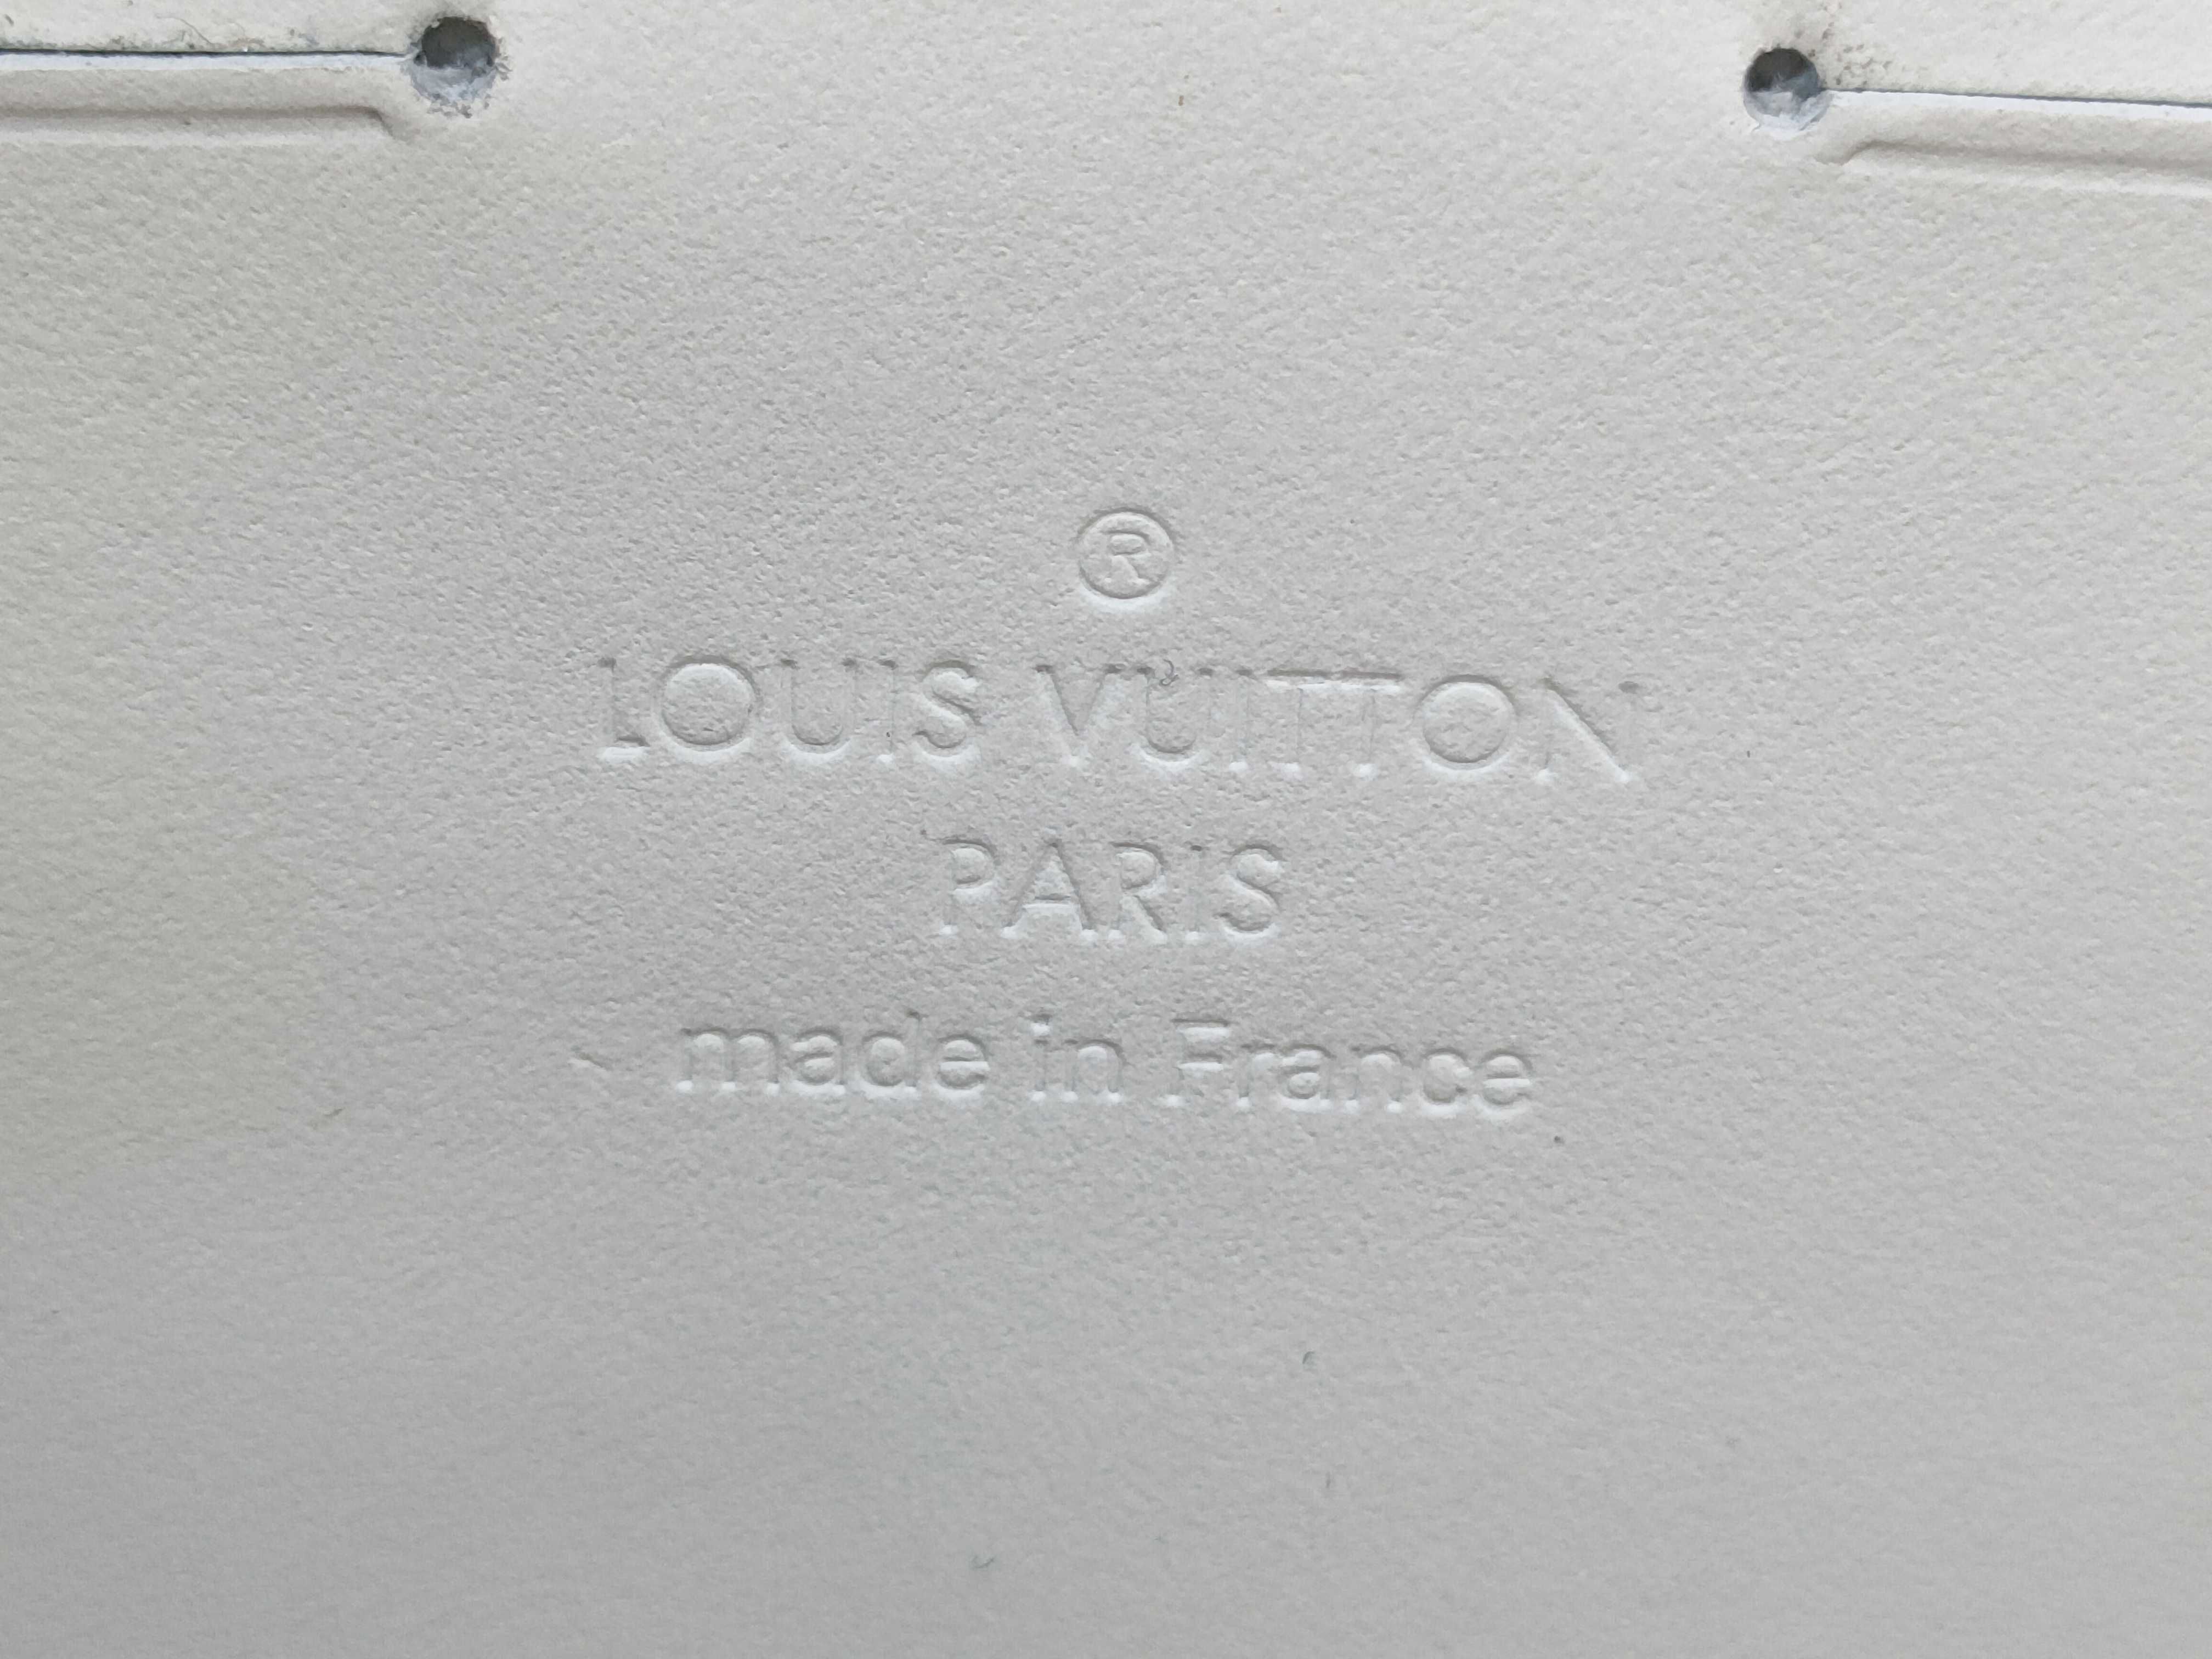 ®
LOUIS VUITTON
PARIS
made in France